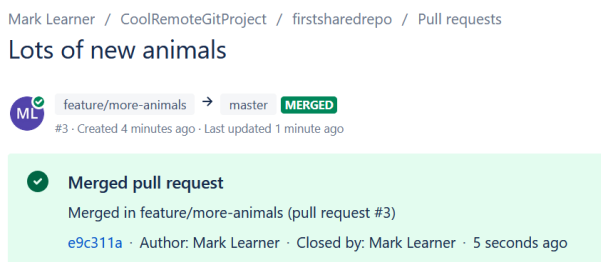 Mark Learner / CoolRemoteGitProject / firstsharedrepo / Pull requests
Lots of new animals
ML feature/more-animals → master MERGED
#3 · Created 4 minutes ago · Last updated 1 minute ago
Merged pull request
Merged in feature/more-animals (pull request #3)
e9c311a · Author: Mark Learner · Closed by: Mark Learner · 5 seconds ago